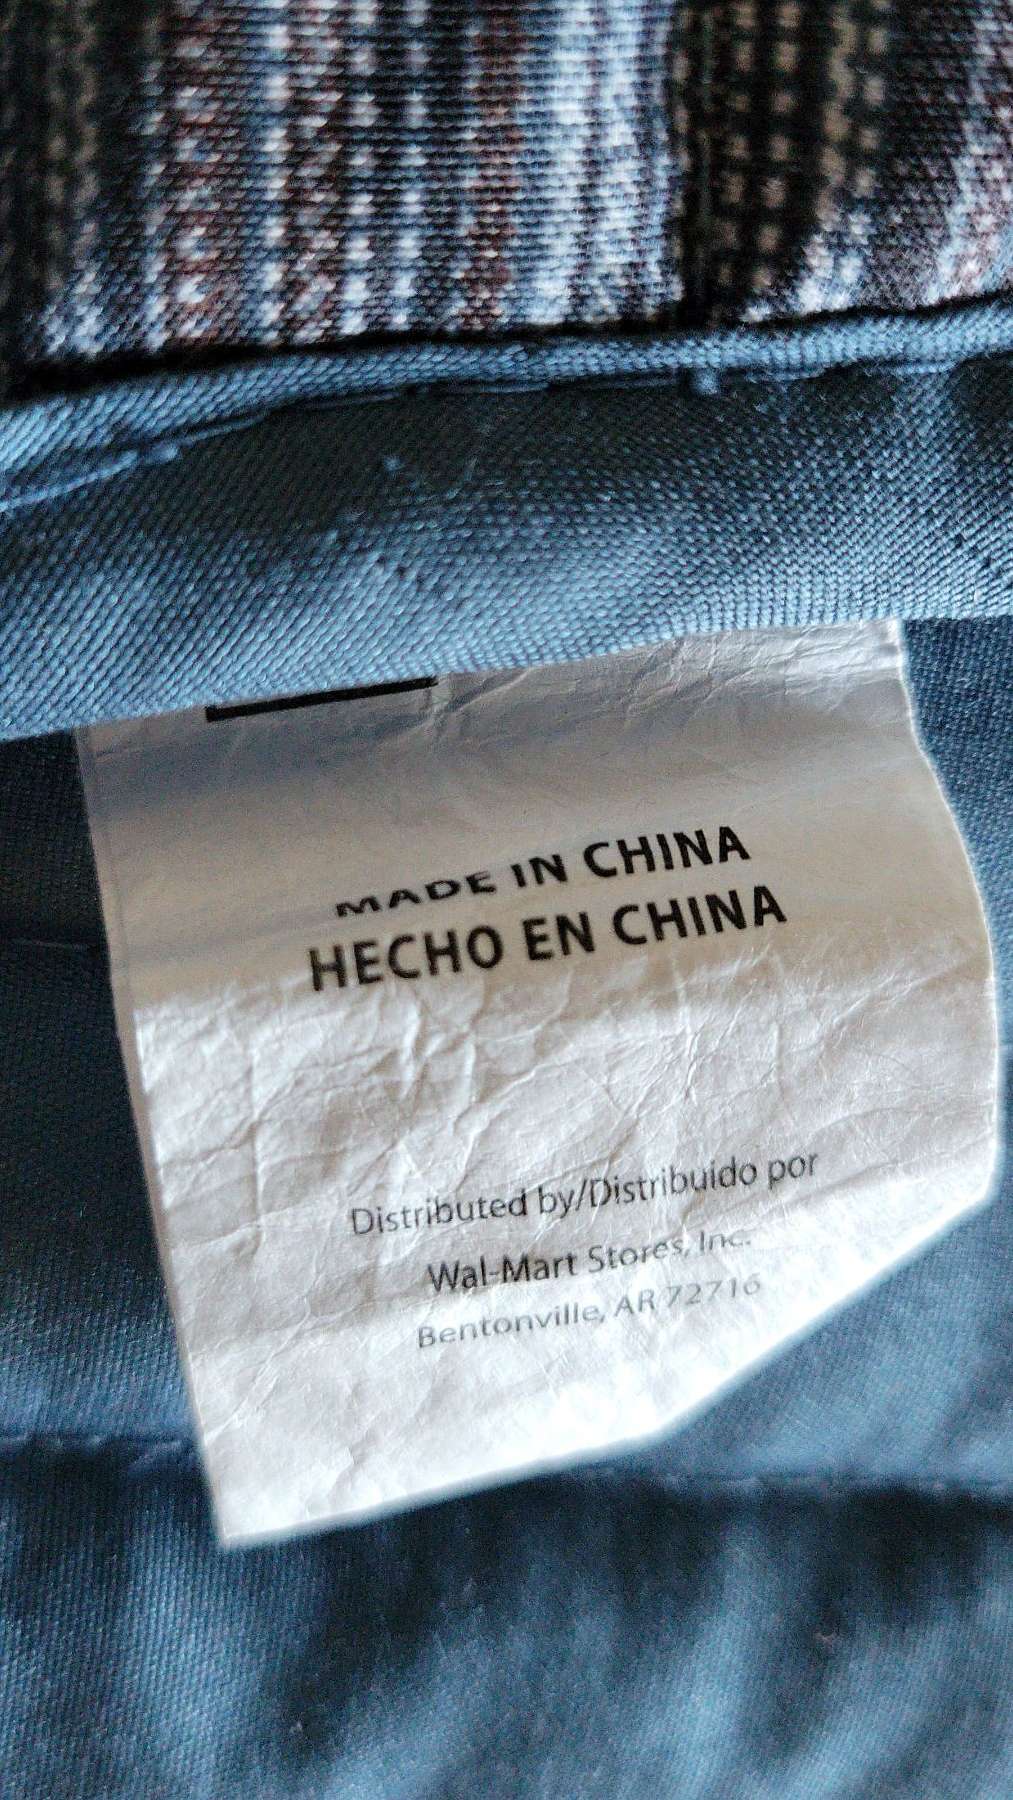 MADE IN CHINA
HECHO EN CHINA
Distributed by/Distribuido por
Wal-Mart Stores, Inc.
Bentonville, AR 72716